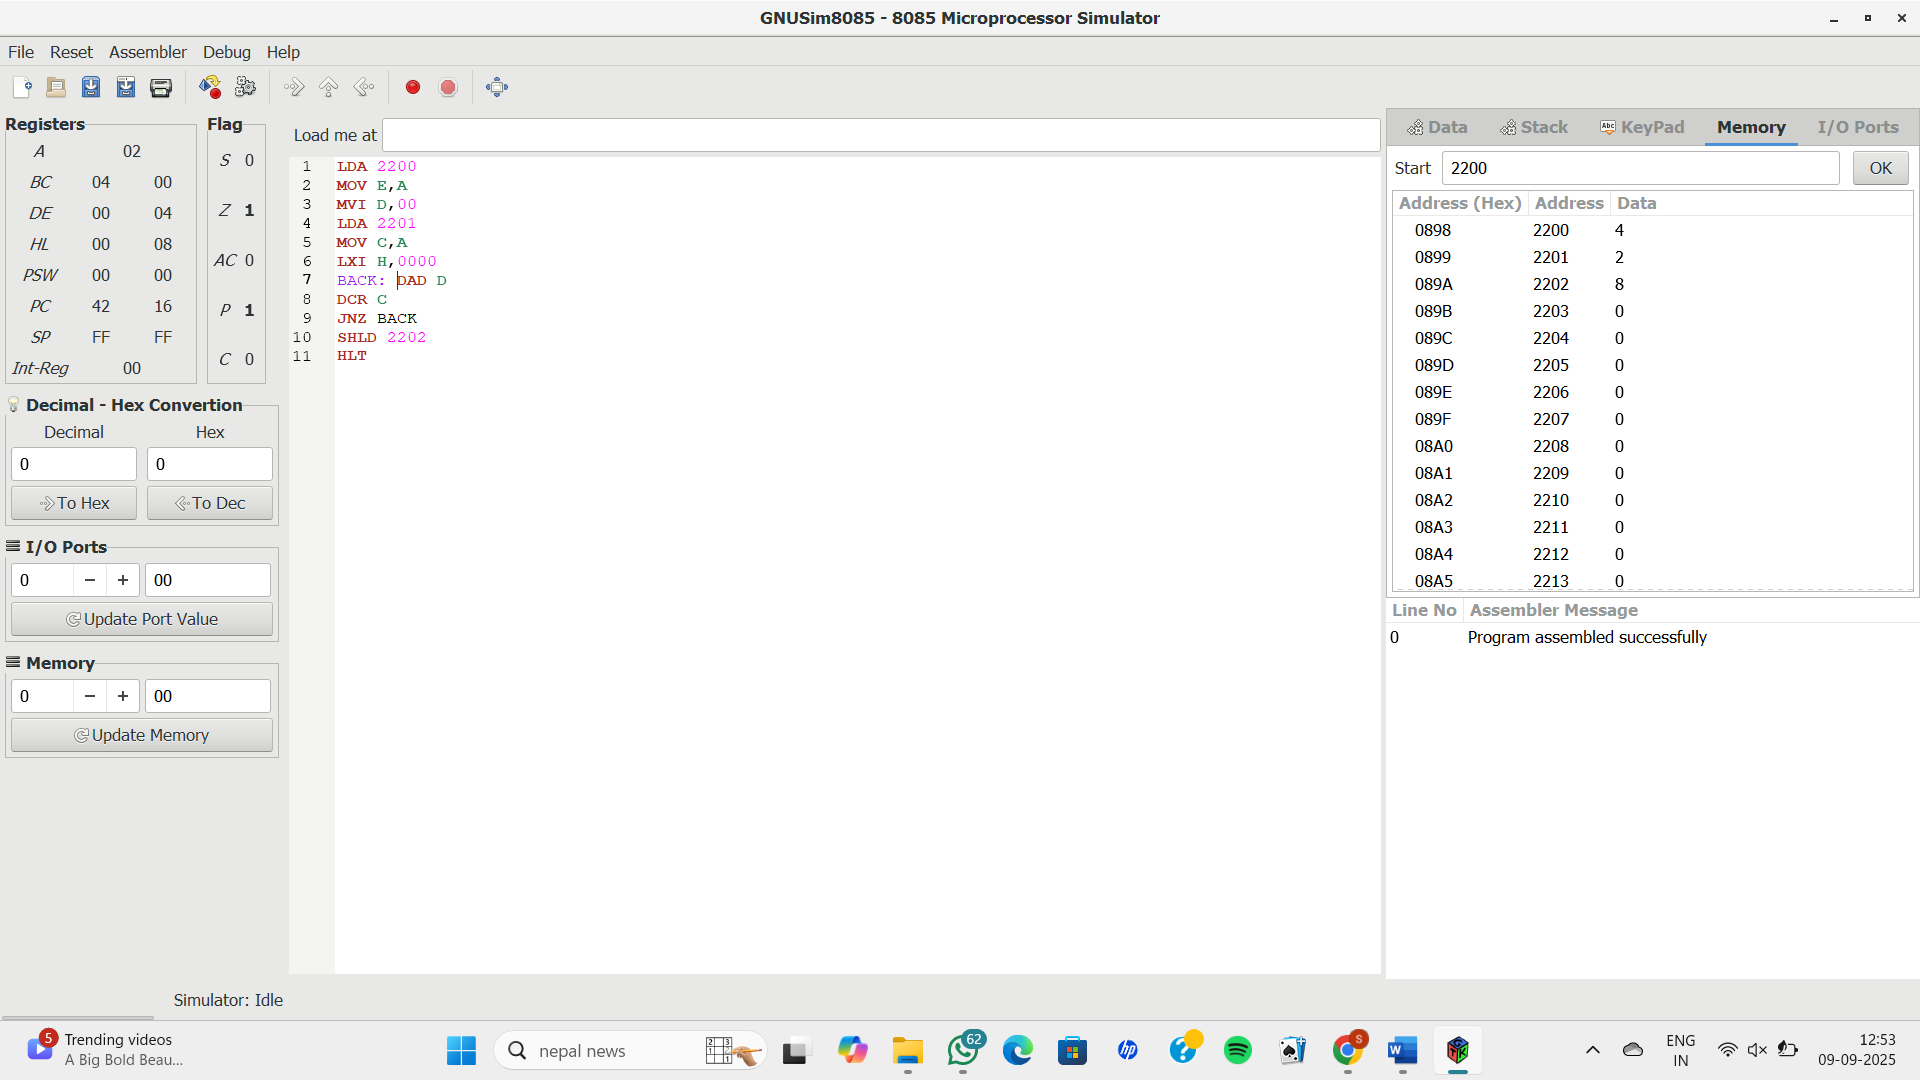 GNUSim8085 - 8085 Microprocessor Simulator
File Reset Assembler Debug Help
Registers
A 02
BC 04 00
DE 00 04
HL 00 08
PSW 00 00
PC 42 16
SP FF FF
Int-Reg 00
Flag
S 0
Z 1
AC 0
P 1
C 0
Decimal - Hex Convertion
Decimal Hex
0 0
To Hex To Dec
I/O Ports
0 − + 00
Update Port Value
Memory
0 − + 00
Update Memory
Load me at
1 LDA 2200
2 MOV E,A
3 MVI D,00
4 LDA 2201
5 MOV C,A
6 LXI H,0000
7 BACK: DAD D
8 DCR C
9 JNZ BACK
10 SHLD 2202
11 HLT
Data Stack Abc KeyPad Memory I/O Ports
Start 2200 OK
Address (Hex) Address Data
0898 2200 4
0899 2201 2
089A 2202 8
089B 2203 0
089C 2204 0
089D 2205 0
089E 2206 0
089F 2207 0
08A0 2208 0
08A1 2209 0
08A2 2210 0
08A3 2211 0
08A4 2212 0
08A5 2213 0
Line No Assembler Message
0 Program assembled successfully
Simulator: Idle
5 Trending videos
A Big Bold Beau...
nepal news
62
hp
?
S
W
ENG
IN
12:53
09-09-2025